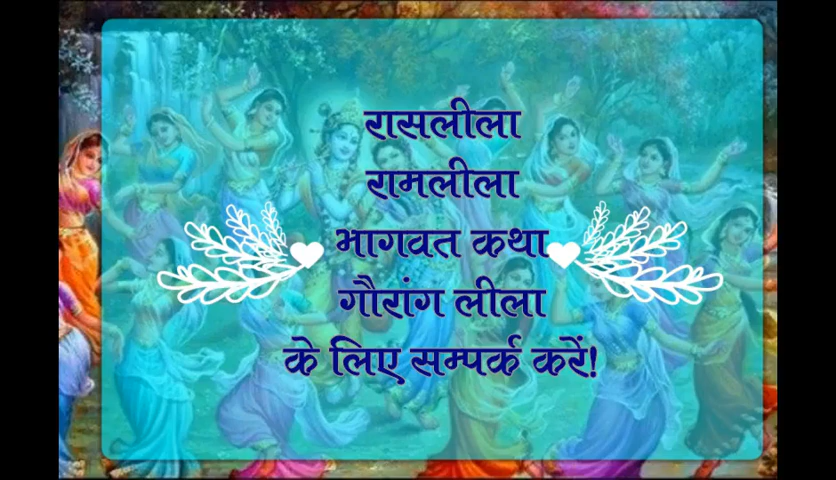 रासलीला
रामलीला
भागवत कथा
गौरांग लीला
के लिए सम्पर्क करें!